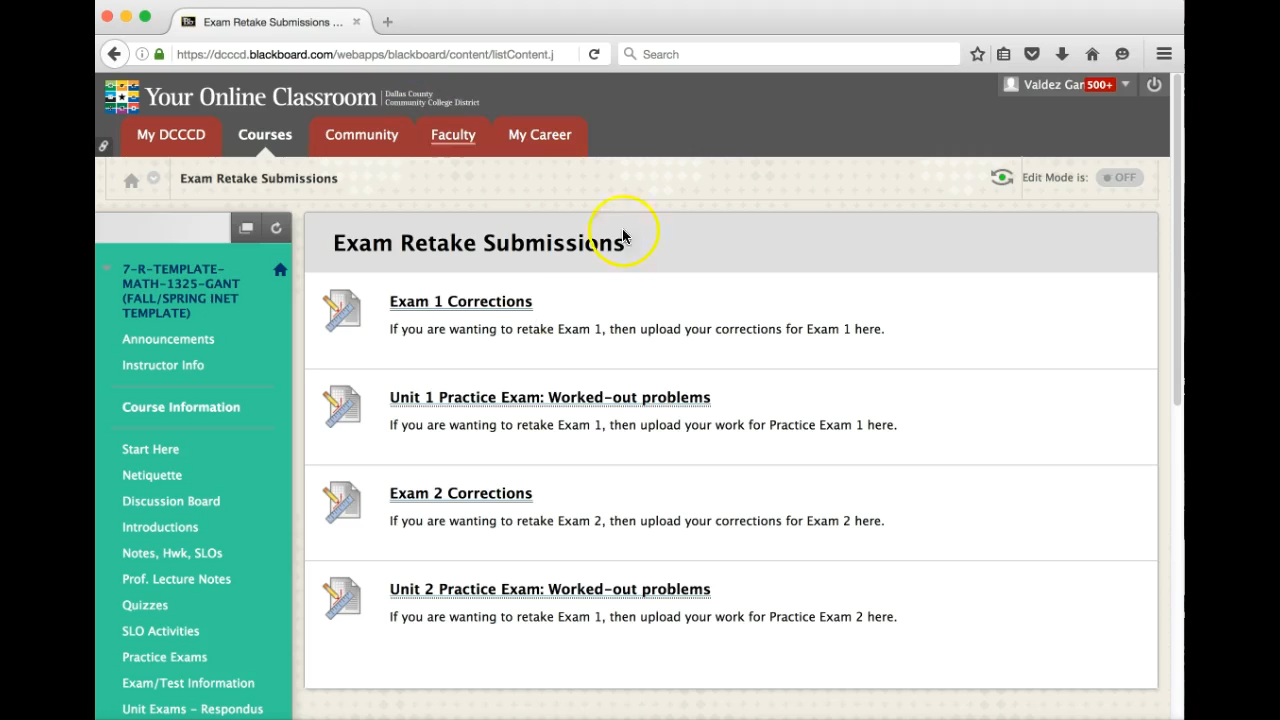 Bb Exam Retake Submissions ...
https://dcccd.blackboard.com/webapps/blackboard/content/listContent.j
Search
Your Online Classroom
Dallas County
Community College District
Valdez Gar 500+
My DCCCD Courses Community Faculty My Career
Exam Retake Submissions
Edit Mode is: OFF
Exam Retake Submissions
Exam 1 Corrections
If you are wanting to retake Exam 1, then upload your corrections for Exam 1 here.
Unit 1 Practice Exam: Worked-out problems
If you are wanting to retake Exam 1, then upload your work for Practice Exam 1 here.
Exam 2 Corrections
If you are wanting to retake Exam 2, then upload your corrections for Exam 2 here.
Unit 2 Practice Exam: Worked-out problems
If you are wanting to retake Exam 1, then upload your work for Practice Exam 2 here.
7-R-TEMPLATE-
MATH-1325-GANT
(FALL/SPRING INET
TEMPLATE)
Announcements
Instructor Info
Course Information
Start Here
Netiquette
Discussion Board
Introductions
Notes, Hwk, SLOs
Prof. Lecture Notes
Quizzes
SLO Activities
Practice Exams
Exam/Test Information
Unit Exams - Respondus